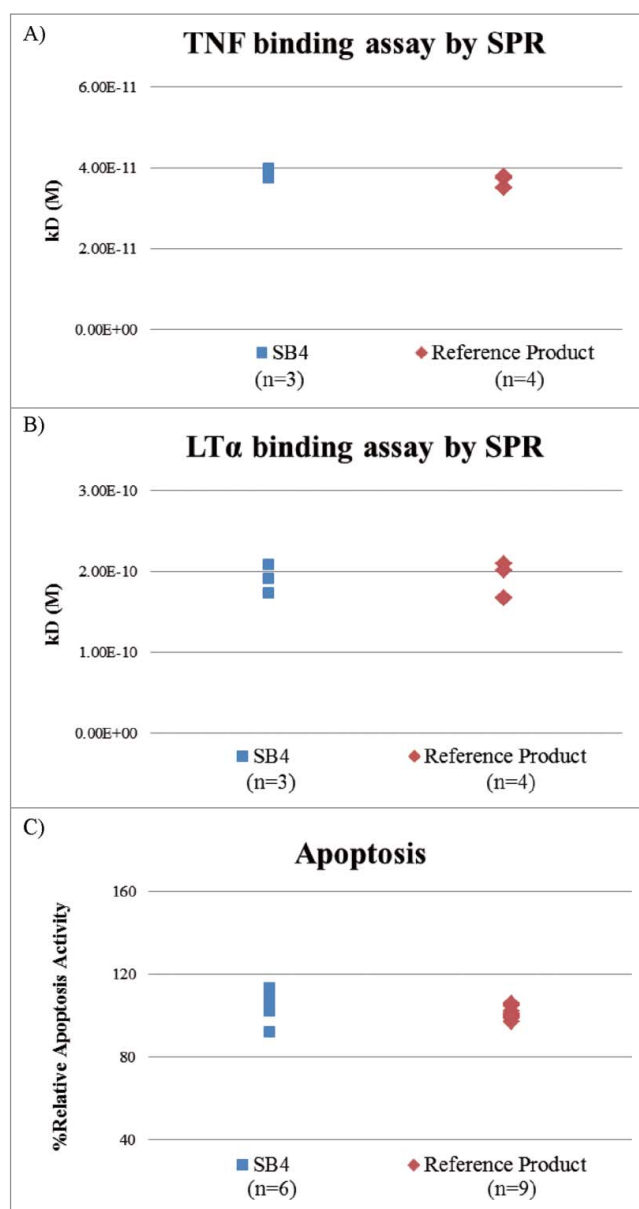 A)
TNF binding assay by SPR
6.00E-11
4.00E-11
2.00E-11
0.00E+00
kD (M)
SB4
(n=3)
Reference Product
(n=4)
B)
LTα binding assay by SPR
3.00E-10
2.00E-10
1.00E-10
0.00E+00
kD (M)
SB4
(n=3)
Reference Product
(n=4)
C)
Apoptosis
160
120
80
40
%Relative Apoptosis Activity
SB4
(n=6)
Reference Product
(n=9)